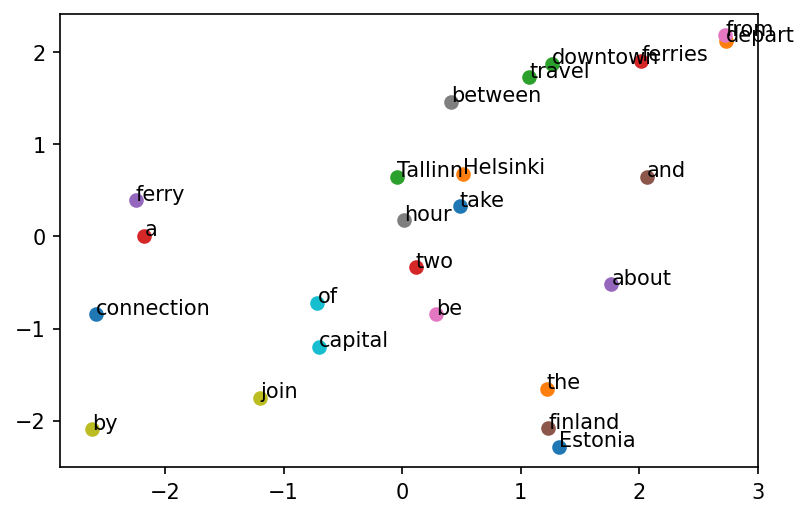 from
depart
downtown
ferries
travel
between
Tallinn
Helsinki
and
ferry
take
hour
a
two
about
connection
of
be
capital
join
the
by
finland
Estonia
2
1
0
−1
−2
−2
−1
0
1
2
3